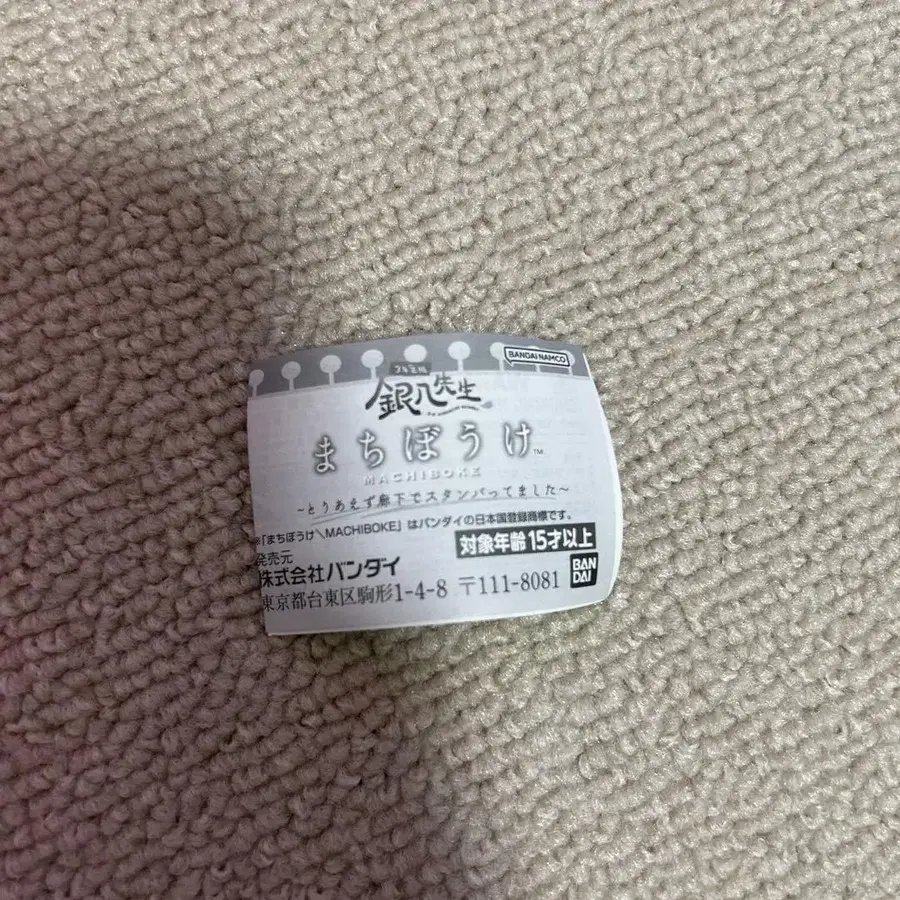 BANDAI NAMCO
3年Z組
銀八先生
まちぼうけ™
MACHIBOKE
~とりあえず廊下でスタンバってました~
※「まちぼうけ\MACHIBOKE」はバンダイの日本国登録商標です。
対象年齢15才以上
発売元
株式会社バンダイ
東京都台東区駒形1-4-8 〒111-8081
BAN
DAI